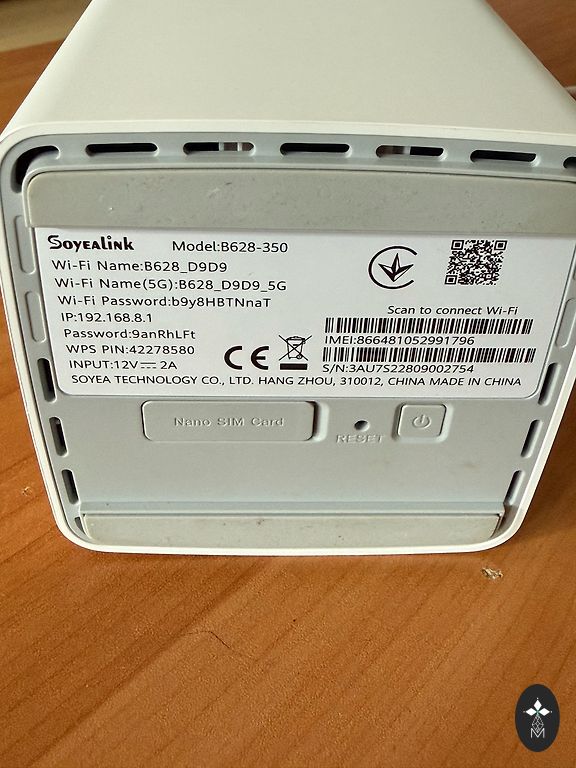 SOYEALINK
Model:B628-350
Wi-Fi Name:B628_D9D9
Wi-Fi Name(5G):B628_D9D9_5G
Wi-Fi Password:b9y8HBTNnaT
IP:192.168.8.1
Password:9anRhLFt
WPS PIN:42278580
INPUT:12V⎓2A
Scan to connect Wi-Fi
IMEI:866481052991796
S/N:3AU7S22809002754
CE
SOYEA TECHNOLOGY CO., LTD. HANG ZHOU, 310012, CHINA MADE IN CHINA
Nano SIM Card
RESET
M